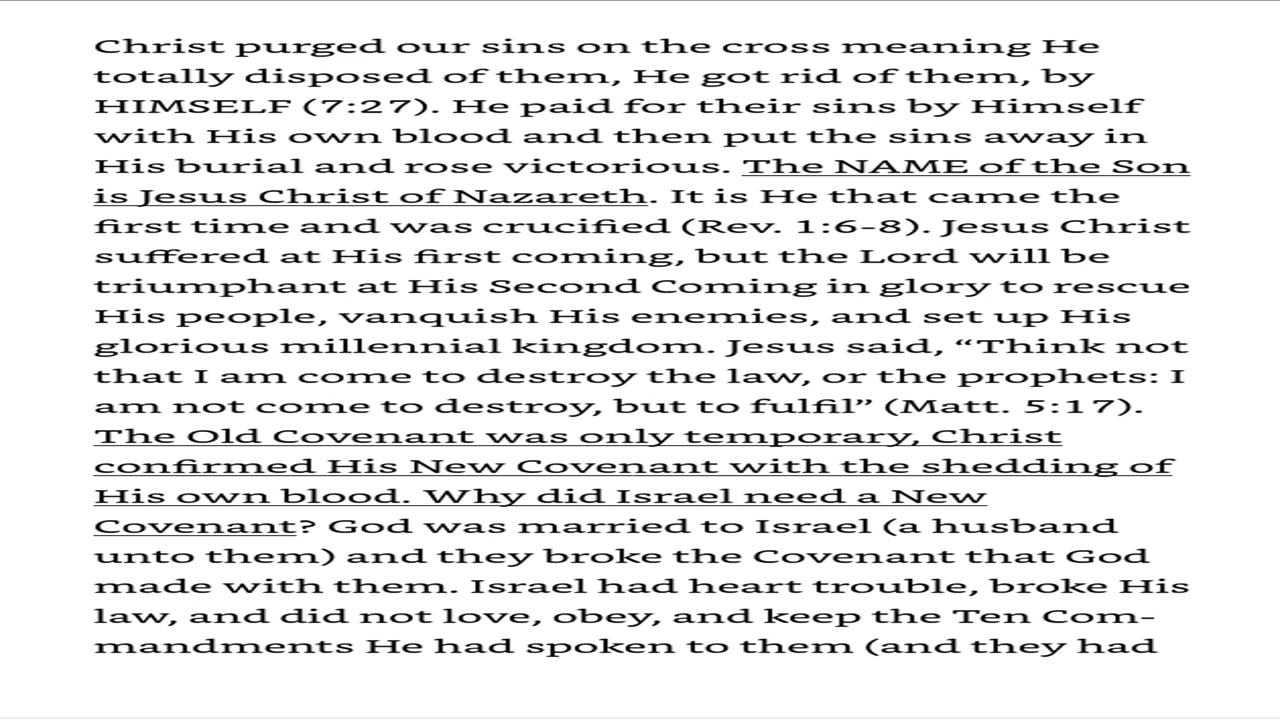 Christ purged our sins on the cross meaning He
totally disposed of them, He got rid of them, by
HIMSELF (7:27). He paid for their sins by Himself
with His own blood and then put the sins away in
His burial and rose victorious. The NAME of the Son
is Jesus Christ of Nazareth. It is He that came the
first time and was crucified (Rev. 1:6-8). Jesus Christ
suffered at His first coming, but the Lord will be
triumphant at His Second Coming in glory to rescue
His people, vanquish His enemies, and set up His
glorious millennial kingdom. Jesus said, “Think not
that I am come to destroy the law, or the prophets: I
am not come to destroy, but to fulfil” (Matt. 5:17).
The Old Covenant was only temporary, Christ
confirmed His New Covenant with the shedding of
His own blood. Why did Israel need a New
Covenant? God was married to Israel (a husband
unto them) and they broke the Covenant that God
made with them. Israel had heart trouble, broke His
law, and did not love, obey, and keep the Ten Com-
mandments He had spoken to them (and they had